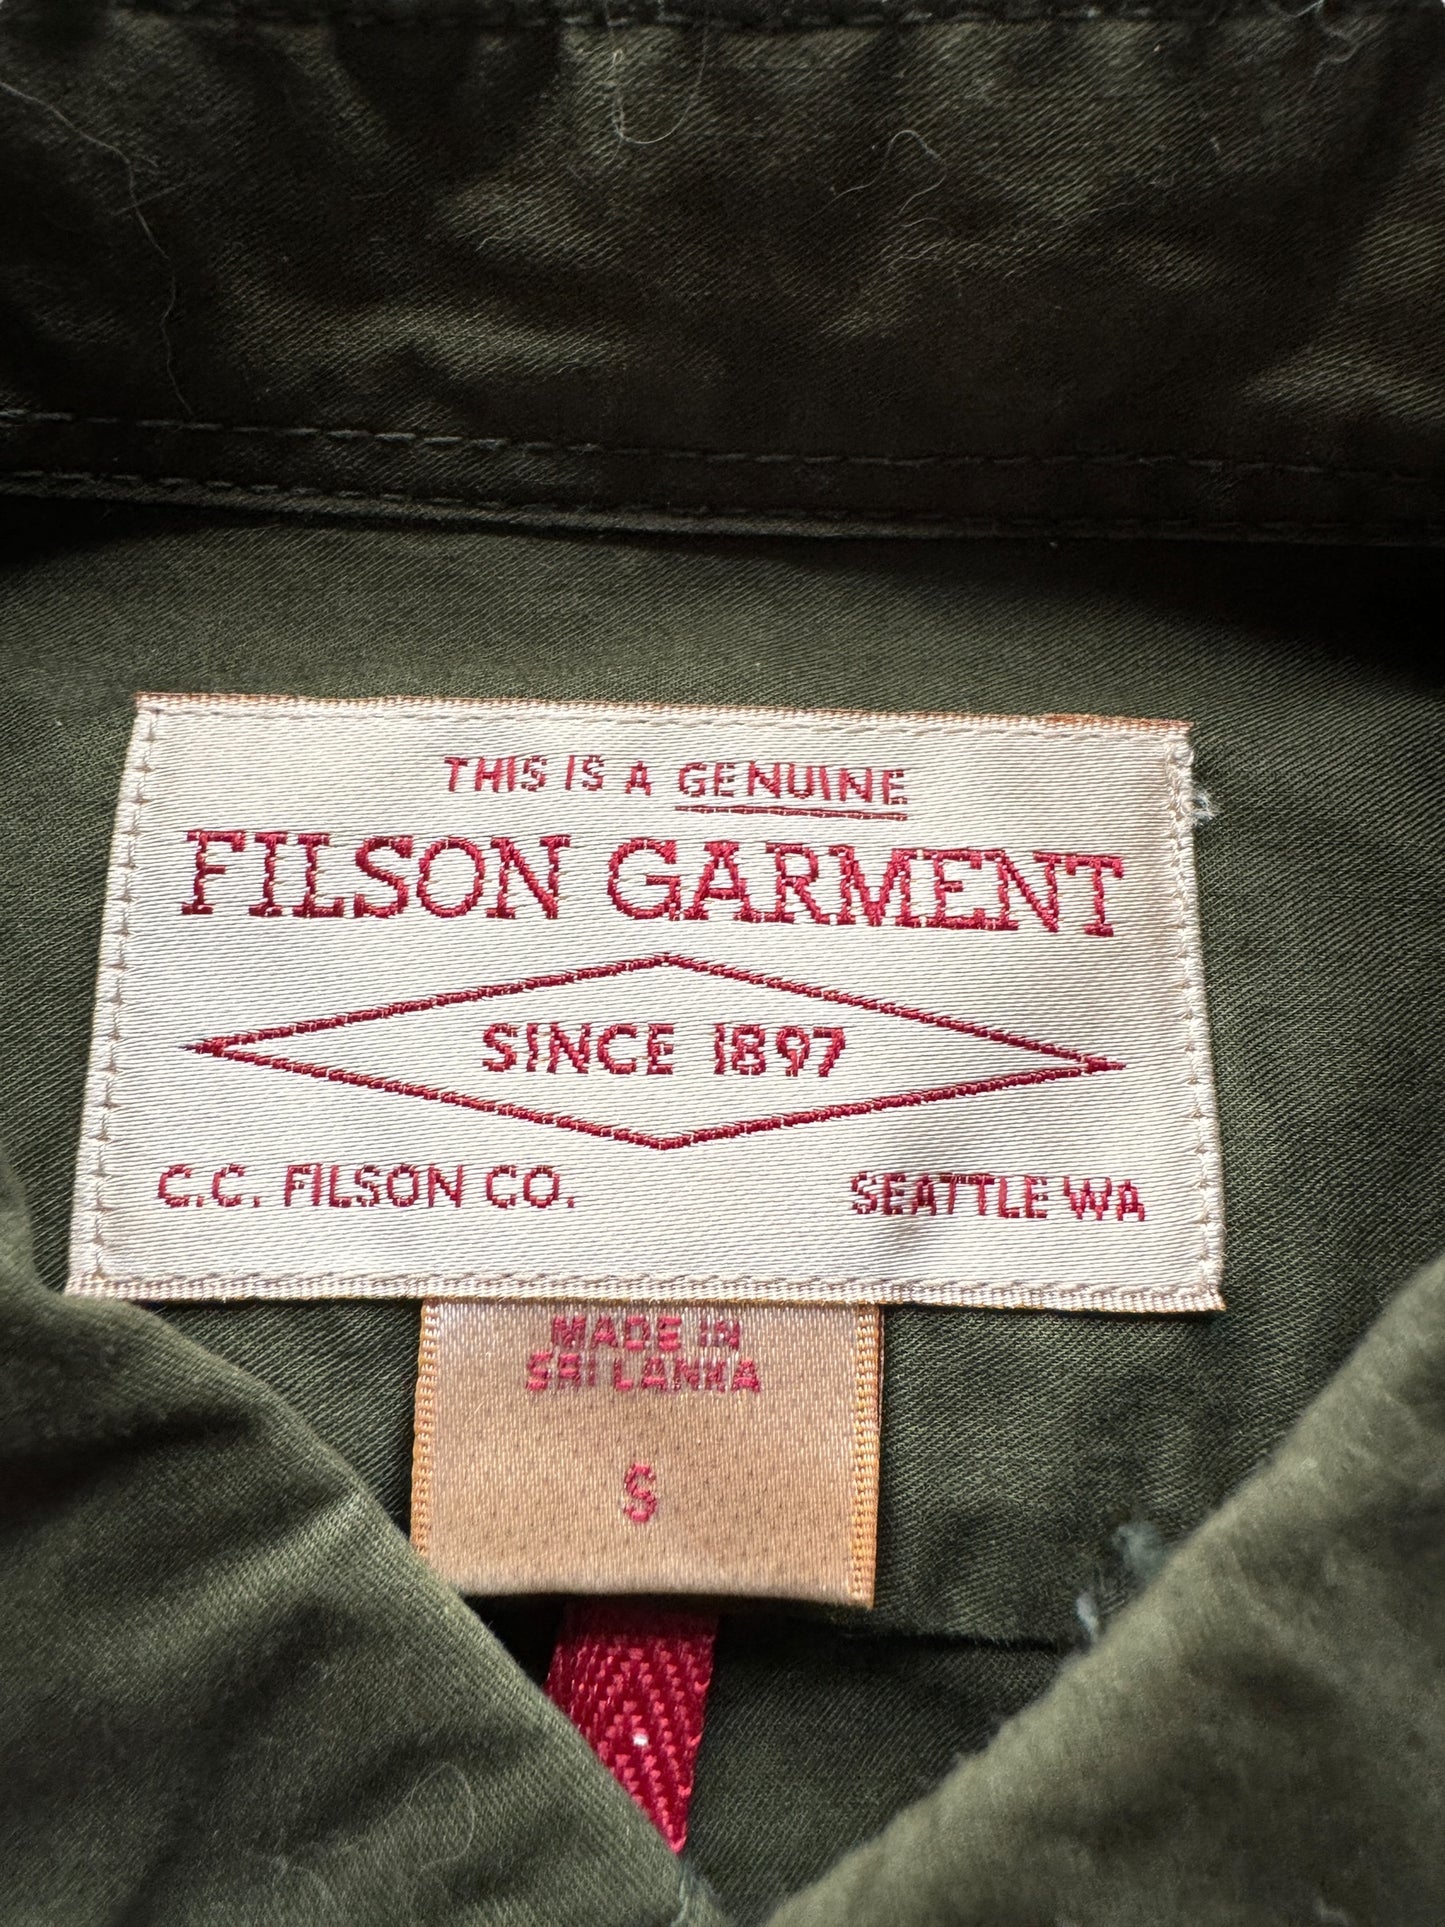 THIS IS A GENUINE
FILSON GARMENT
SINCE 1897
C.C. FILSON CO. SEATTLE WA
MADE IN
SRI LANKA
S